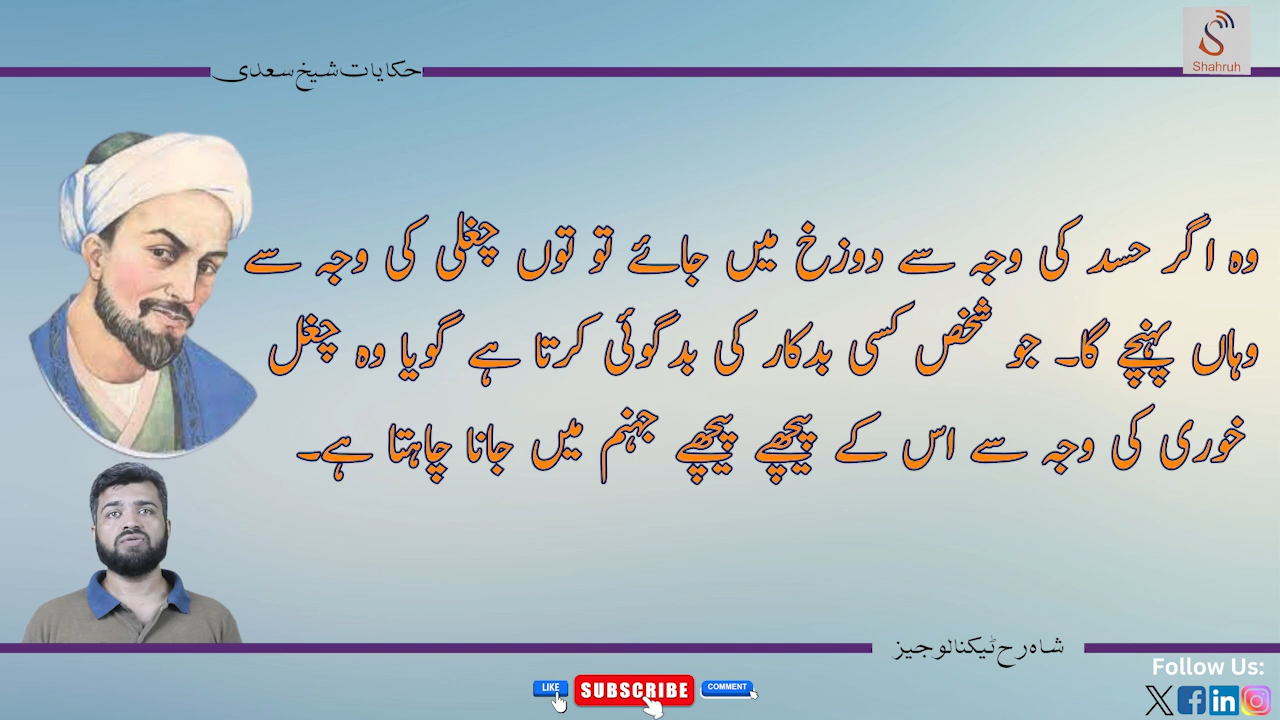 حکایات شیخ سعدی
Shahruh
وہ اگر حسد کی وجہ سے دوزخ میں جائے تو توں چغلی کی وجہ سے
وہاں پہنچے گا۔ جو شخص کسی بدکار کی بدگوئی کرتا ہے گویا وہ چغل
خوری کی وجہ سے اس کے پیچھے پیچھے جہنم میں جانا چاہتا ہے۔
شاہ رح ٹیکنالوجیز
Follow Us:
LIKE SUBSCRIBE COMMENT